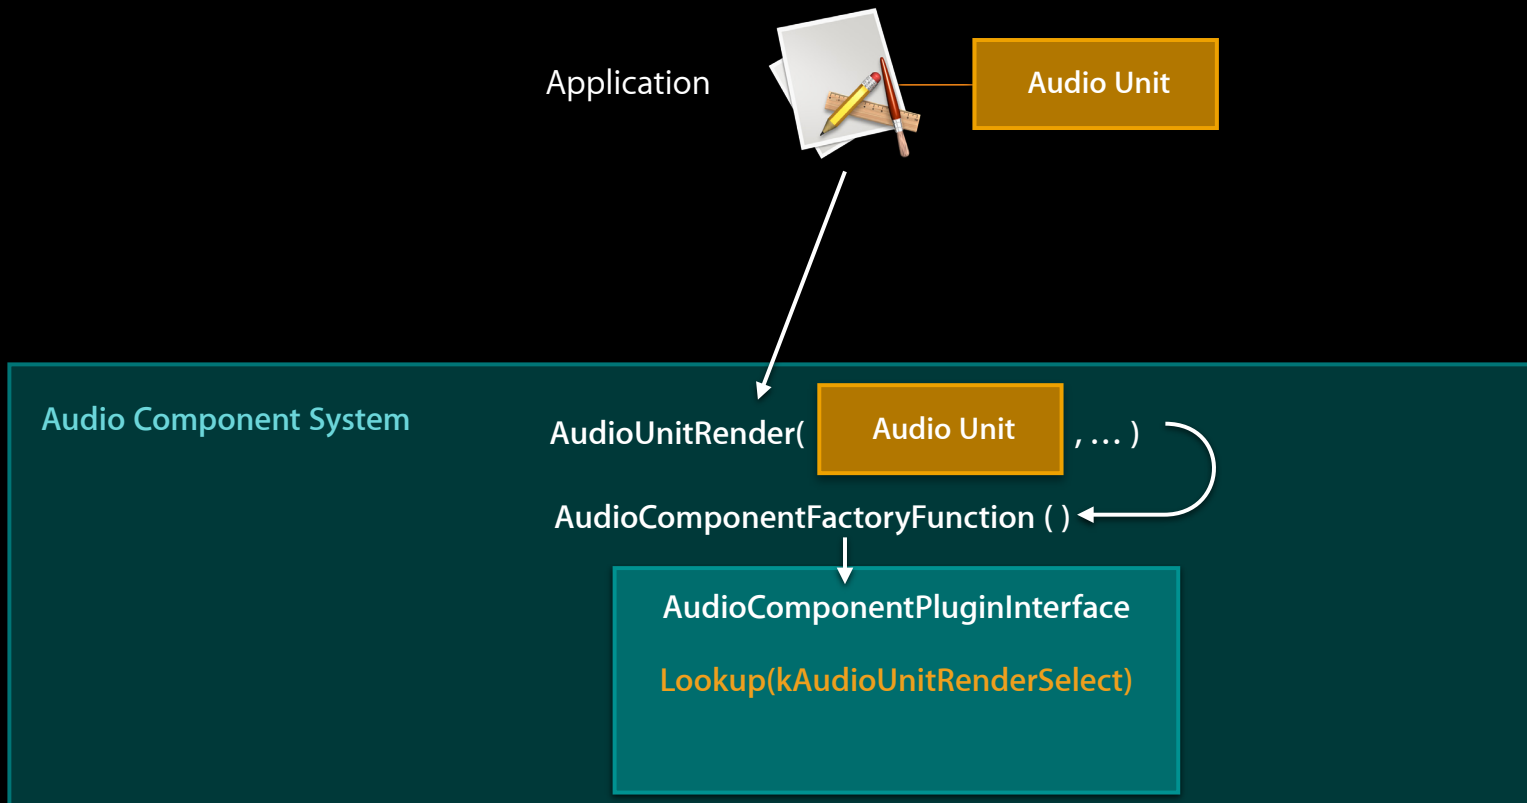 Application
Audio Unit
Audio Component System
AudioUnitRender( Audio Unit , ... )
AudioComponentFactoryFunction ( )
AudioComponentPluginInterface
Lookup(kAudioUnitRenderSelect)